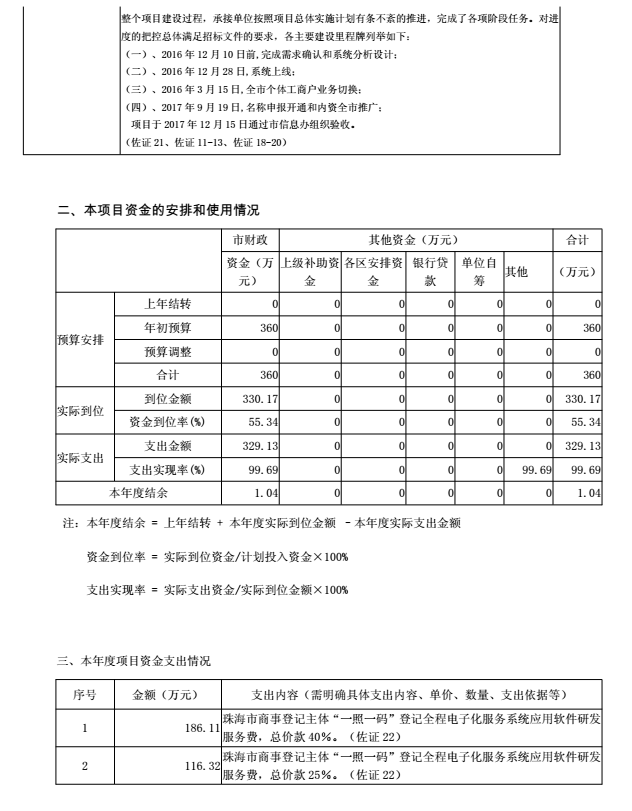 整个项目建设过程，承接单位按照项目总体实施计划有条不紊的推进，完成了各项阶段任务。对进
度的把控总体满足招标文件的要求，各主要建设里程牌列举如下：
（一）、2016 年 12 月 10 日前,完成需求确认和系统分析设计；
（二）、2016 年 12 月 28 日,系统上线；
（三）、2016 年 3 月 15 日,全市个体工商户业务切换；
（四）、2017 年 9 月 19 日,名称申报开通和内资全市推广；
项目于 2017 年 12 月 15 日通过市信息办组织验收。
（佐证 21、佐证 11-13、佐证 18-20）
二、本项目资金的安排和使用情况
市财政 其他资金（万元） 合计
资金（万 上级补助资 各区安排资 银行贷 单位自 其他 （万元）
元） 金 金 款 筹
预算安排 上年结转 0 0 0 0 0 0 0
年初预算 360 0 0 0 0 0 360
预算调整 0 0 0 0 0 0 0
合计 360 0 0 0 0 0 360
实际到位 到位金额 330.17 0 0 0 0 0 330.17
资金到位率(%) 55.34 0 0 0 0 0 55.34
实际支出 支出金额 329.13 0 0 0 0 0 329.13
支出实现率(%) 99.69 0 0 0 0 99.69 99.69
本年度结余 1.04 0 0 0 0 0 1.04
注：本年度结余 = 上年结转 + 本年度实际到位金额 －本年度实际支出金额
资金到位率 = 实际到位资金/计划投入资金×100%
支出实现率 = 实际支出资金/实际到位金额×100%
三、本年度项目资金支出情况
序号 金额（万元） 支出内容（需明确具体支出内容、单价、数量、支出依据等）
1 186.11 珠海市商事登记主体“一照一码”登记全程电子化服务系统应用软件研发
服务费，总价款 40%。（佐证 22）
2 116.32 珠海市商事登记主体“一照一码”登记全程电子化服务系统应用软件研发
服务费，总价款 25%。（佐证 22）